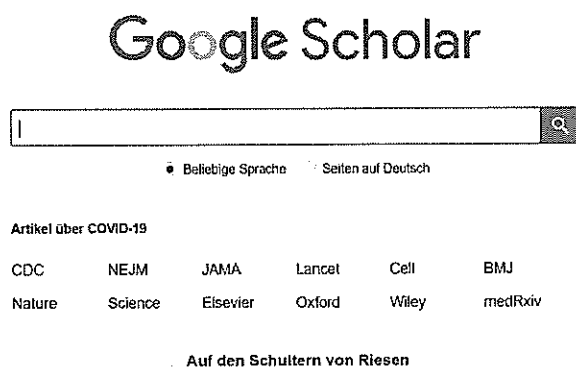 Google Scholar
Beliebige Sprache Seiten auf Deutsch
Artikel über COVID-19
CDC NEJM JAMA Lancet Cell BMJ
Nature Science Elsevier Oxford Wiley medRxiv
Auf den Schultern von Riesen